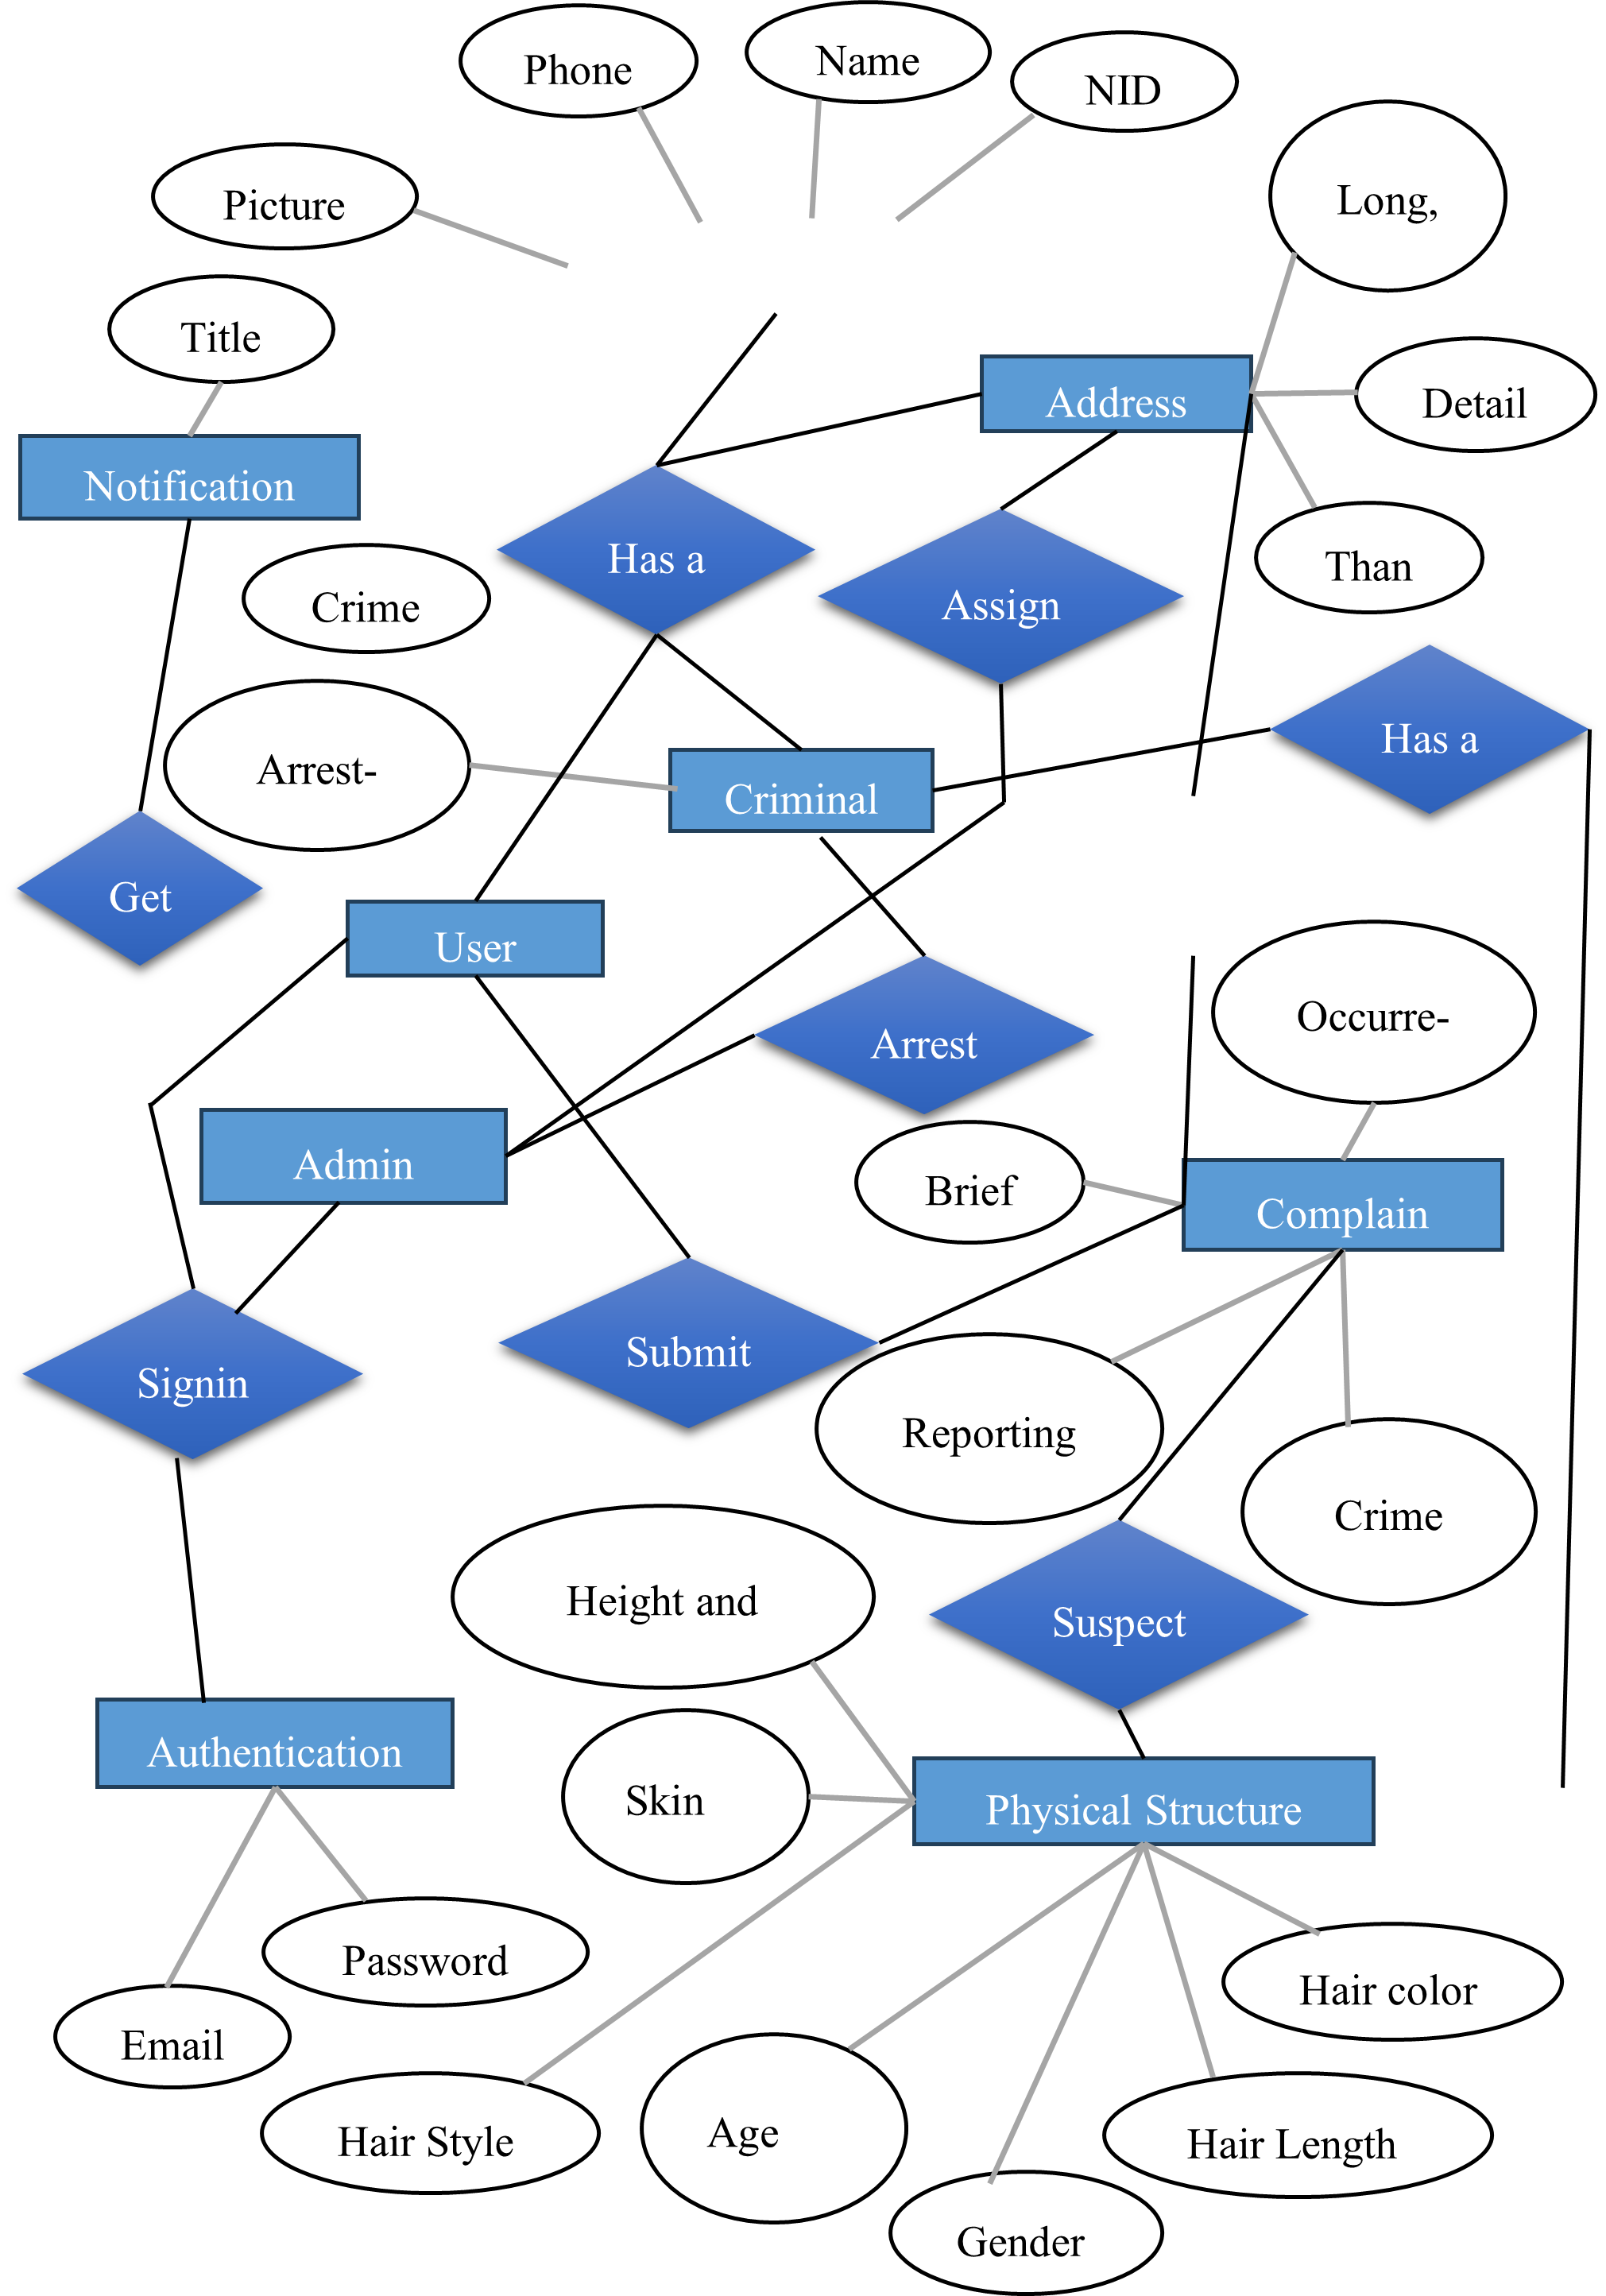 Phone
Name
NID
Picture
Long,
Title
Address
Detail
Notification
Has a
Than
Crime
Assign
Has a
Arrest-
Criminal
Get
User
Occurre-
Arrest
Admin
Brief
Complain
Submit
Signin
Reporting
Crime
Height and
Suspect
Authentication
Skin
Physical Structure
Password
Hair color
Email
Hair Style
Age
Hair Length
Gender